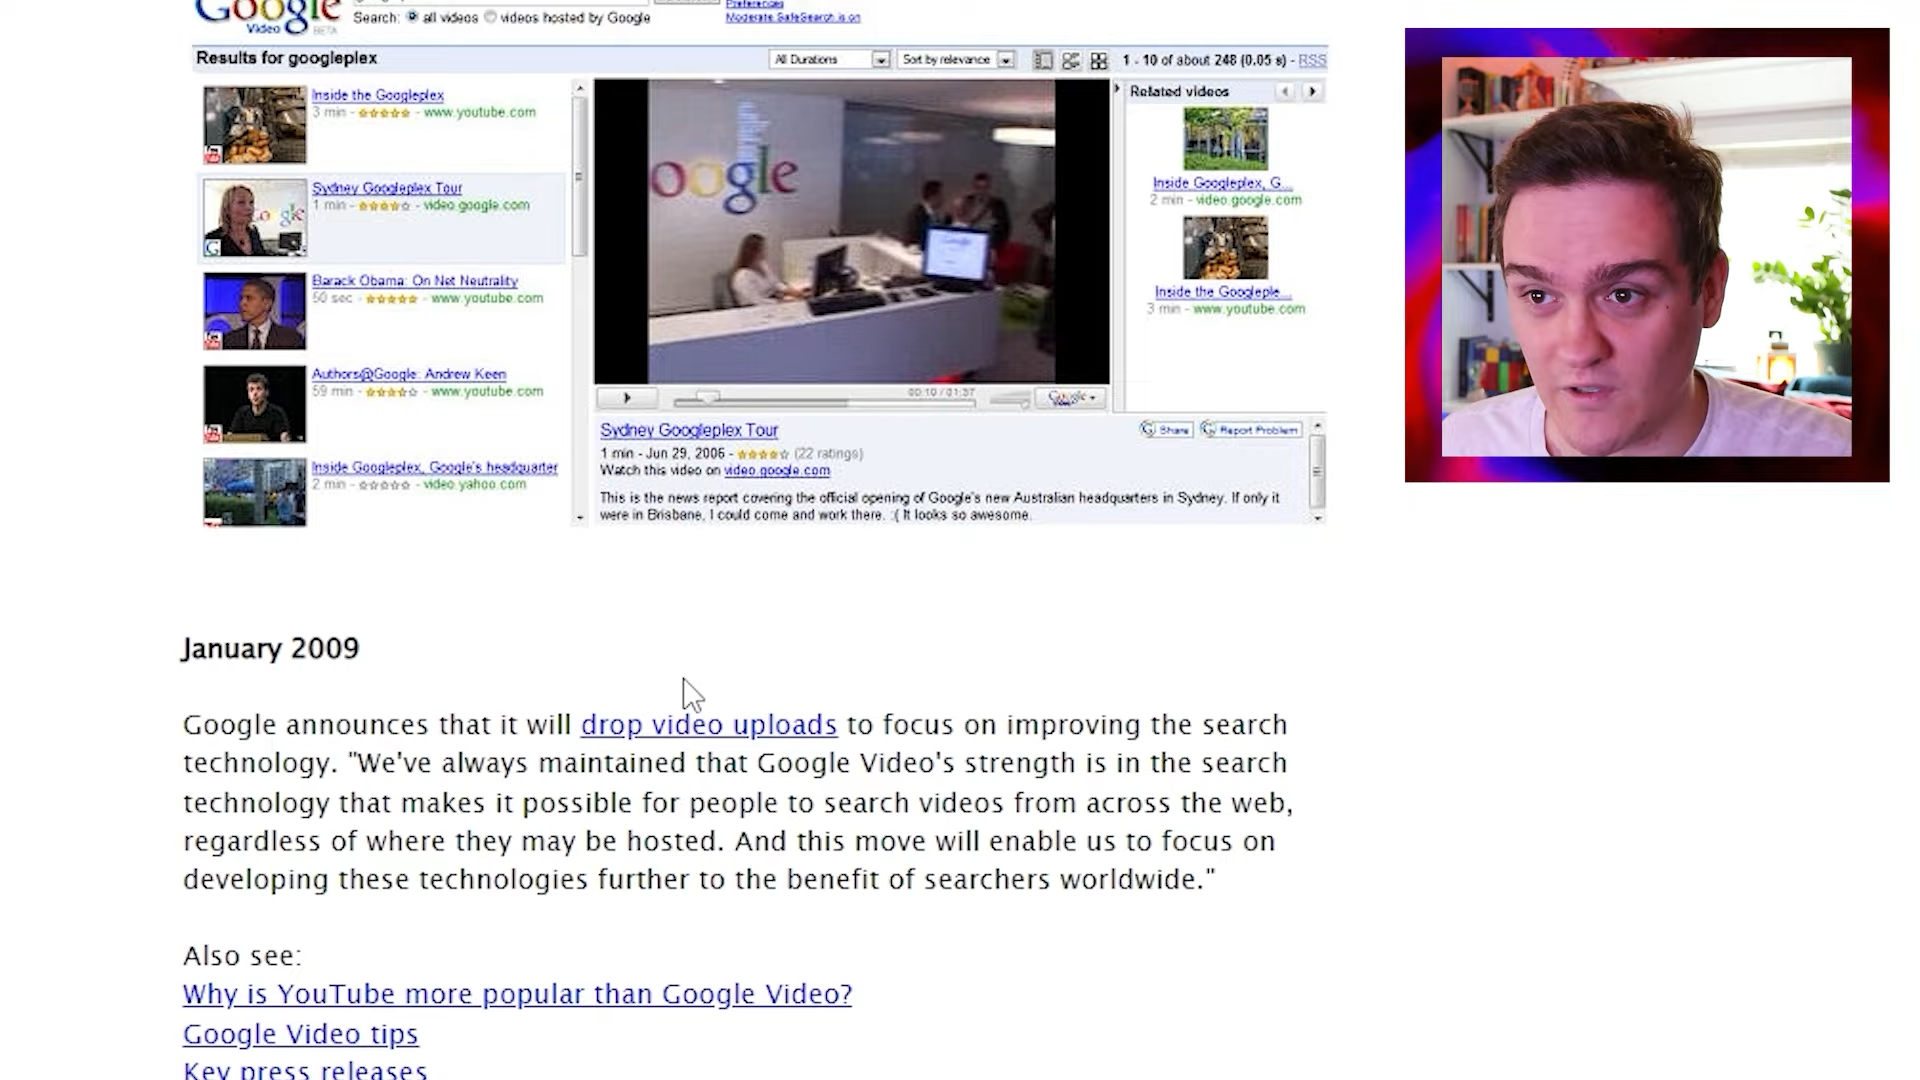 Google
Video BETA
Search: all videos videos hosted by Google
Preferences
Moderate SafeSearch is on
Results for googleplex
All Durations
Sort by relevance
1 - 10 of about 248 (0.05 s) - RSS
Inside the Googleplex
3 min - www.youtube.com
Sydney Googleplex Tour
1 min - video.google.com
Barack Obama: On Net Neutrality
50 sec - www.youtube.com
Authors@Google: Andrew Keen
59 min - www.youtube.com
Inside Googleplex, Google's headquarter
2 min - video.yahoo.com
oogle
00:10 / 01:37
Sydney Googleplex Tour
Share
Report Problem
1 min - Jun 29, 2006 - (22 ratings)
Watch this video on video.google.com
This is the news report covering the official opening of Google's new Australian headquarters in Sydney. If only it
were in Brisbane, I could come and work there. :( It looks so awesome.
Related videos
Inside Googleplex, G...
2 min - video.google.com
Inside the Googleple...
3 min - www.youtube.com
January 2009
Google announces that it will drop video uploads to focus on improving the search
technology. "We've always maintained that Google Video's strength is in the search
technology that makes it possible for people to search videos from across the web,
regardless of where they may be hosted. And this move will enable us to focus on
developing these technologies further to the benefit of searchers worldwide."
Also see:
Why is YouTube more popular than Google Video?
Google Video tips
Key press releases